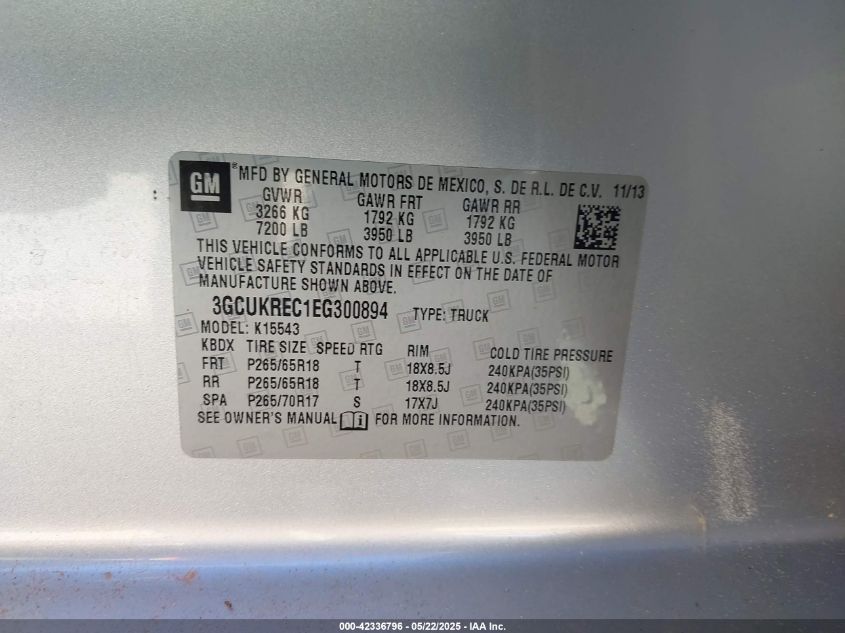 GM ® MFD BY GENERAL MOTORS DE MEXICO, S. DE R.L. DE C.V. 11/13
GVWR GAWR FRT GAWR RR
3266 KG 1792 KG 1792 KG
7200 LB 3950 LB 3950 LB
THIS VEHICLE CONFORMS TO ALL APPLICABLE U.S. FEDERAL MOTOR
VEHICLE SAFETY STANDARDS IN EFFECT ON THE DATE OF
MANUFACTURE SHOWN ABOVE.
3GCUKREC1EG300894 TYPE: TRUCK
MODEL: K15543
KBDX TIRE SIZE SPEED RTG RIM COLD TIRE PRESSURE
FRT P265/65R18 T 18X8.5J 240KPA(35PSI)
RR P265/65R18 T 18X8.5J 240KPA(35PSI)
SPA P265/70R17 S 17X7J 240KPA(35PSI)
SEE OWNER'S MANUAL i FOR MORE INFORMATION.
000-42336796 - 05/22/2025 - IAA Inc.